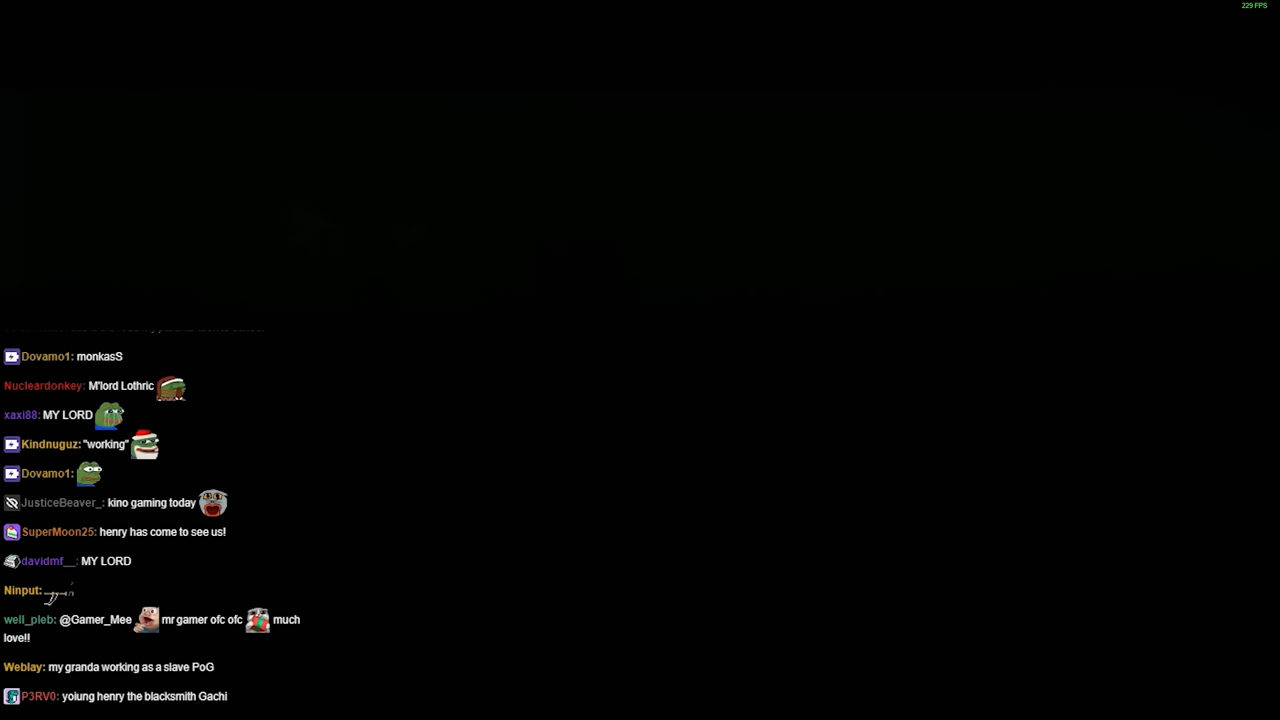 229 FPS
Dovamo1: monkasS
Nucleardonkey: M'lord Lothric
xaxi88: MY LORD
Kindnuguz: "working"
Dovamo1:
JusticeBeaver_: kino gaming today
SuperMoon25: henry has come to see us!
davidmf__: MY LORD
Ninput:
well_pleb: @Gamer_Mee mr gamer ofc ofc much
love!!
Weblay: my granda working as a slave PoG
P3RV0: yoiung henry the blacksmith Gachi